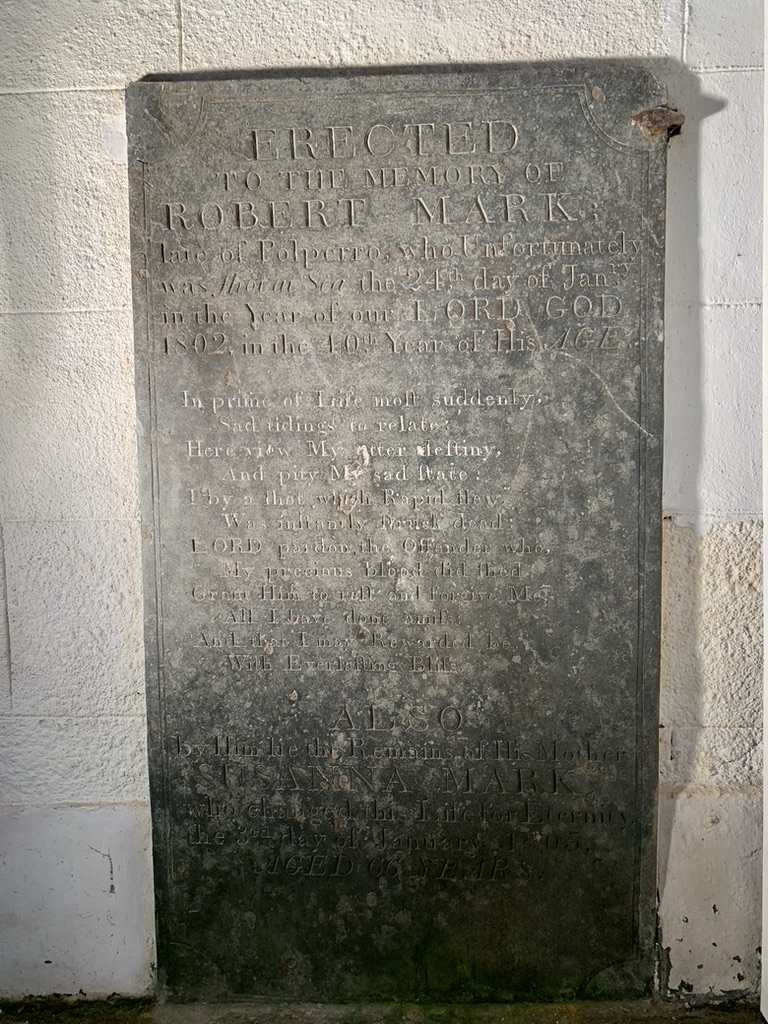 ERECTED
TO THE MEMORY OF
ROBERT MARK;
late of Polperro, who Unfortunately
was ſhot at Sea the 24th day of Janry
in the Year of our LORD GOD
1802, in the 40th Year of His AGE.
In prime of Life moſt suddenly,
Sad tidings to relate;
Here view My utter deſtiny,
And pity My sad ſtate:
I by a ſhot, which Rapid flew,
Was inſtantly ſtruck dead;
LORD pardon the Offender who,
My precious blood did ſhed.
Grant Him to reſt and forgive Me,
All I have done amiſs;
And that I may Rewarded be
With Everlaſting Bliſs.
ALSO
by Him lie the Remains of His Mother
SUSANNA MARK,
who changed this Life for Eternity,
the 3rd day of January
AGED 66 YEARS.